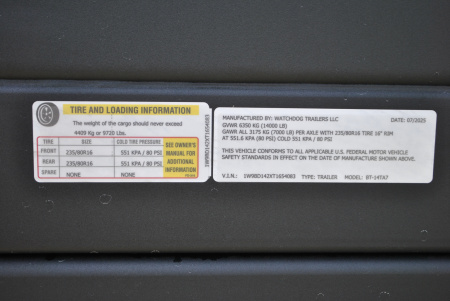 TIRE AND LOADING INFORMATION
The weight of the cargo should never exceed
4409 Kg or 9720 Lbs.
TIRE SIZE COLD TIRE PRESSURE
FRONT 235/80R16 551 KPA / 80 PSI
REAR 235/80R16 551 KPA / 80 PSI
SPARE NONE NONE
SEE OWNER'S
MANUAL FOR
ADDITIONAL
INFORMATION
1W9BD142XT1654083
MANUFACTURED BY: WATCHDOG TRAILERS LLC DATE: 07/2025
GVWR 6350 KG (14000 LB)
GAWR ALL 3175 KG (7000 LB) PER AXLE WITH 235/80R16 TIRE 16" RIM
AT 551.6 KPA ( 80 PSI) COLD 551 KPA / 80 PSI
THIS VEHICLE CONFORMS TO ALL APPLICABLE U.S. FEDERAL MOTOR VEHICLE
SAFETY STANDARDS IN EFFECT ON THE DATE OF MANUFACTURE SHOWN ABOVE.
V.I.N.: 1W9BD142XT1654083 TYPE: TRAILER MODEL: BT-14TA7